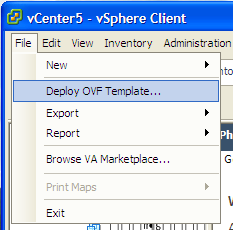 vCenter5 - vSphere Client
File Edit View Inventory Administration
New
Deploy OVF Template...
Export
Report
Browse VA Marketplace...
Print Maps
Exit